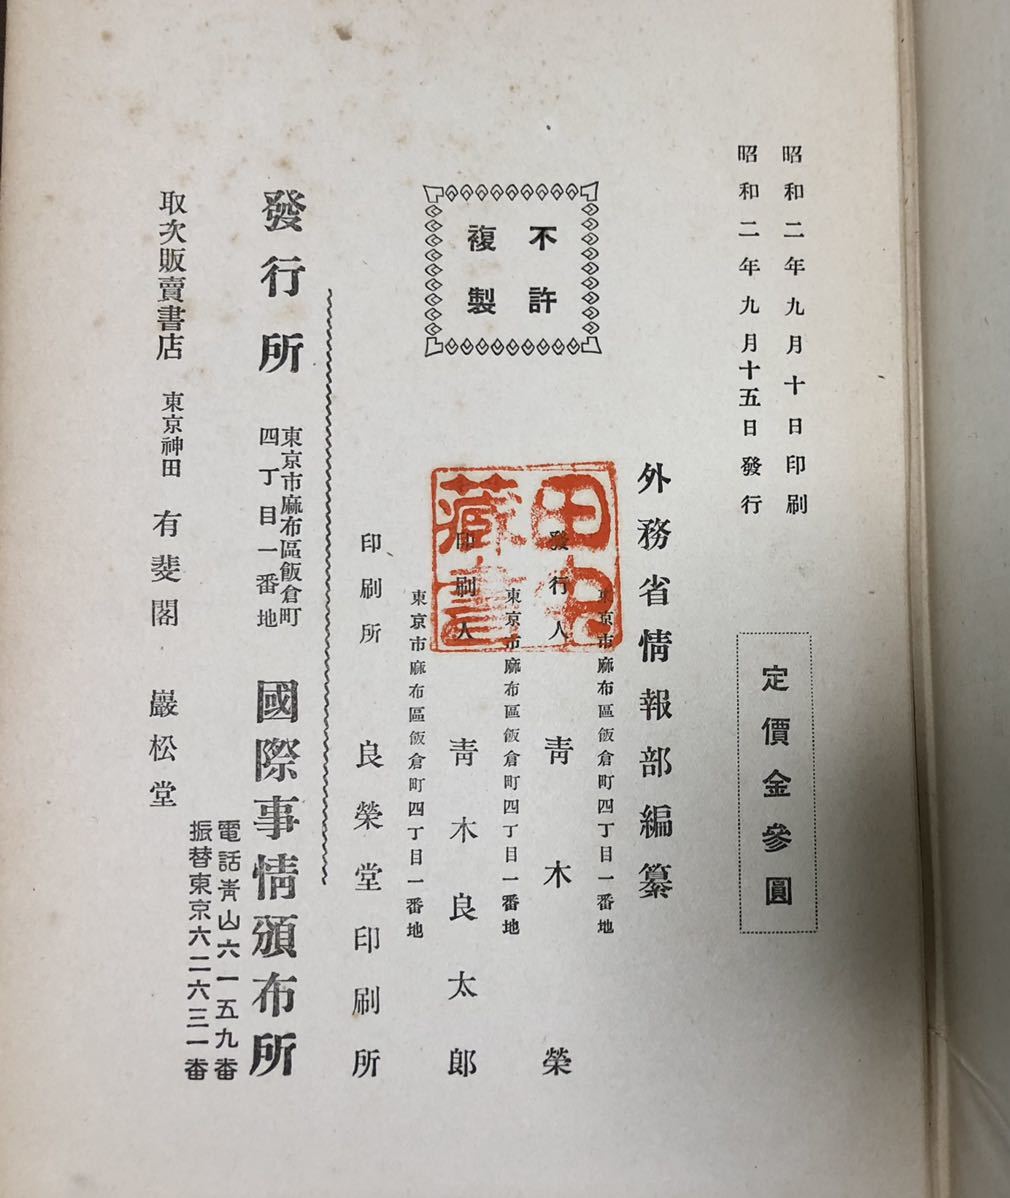 昭和二年九月十日印刷
昭和二年九月十五日發行
定價金參圓
不許
複製
外務省情報部編纂
東京市麻布區飯倉町四丁目一番地
發行人 靑木榮
東京市麻布區飯倉町四丁目一番地
印刷人 靑木良太郎
東京市麻布區飯倉町四丁目一番地
印刷所 良榮堂印刷所
田中
藏書
發行所 東京市麻布區飯倉町
四丁目一番地 國際事情頒布所
電話靑山六一五九番
振替東京六二六三一番
取次販賣書店 東京神田 有斐閣 巖松堂